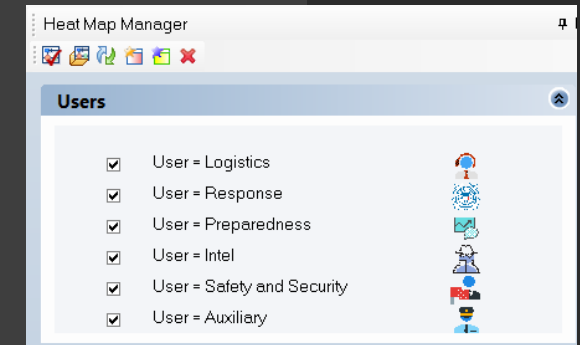 Heat Map Manager
Users
User = Logistics
User = Response
User = Preparedness
User = Intel
User = Safety and Security
User = Auxiliary